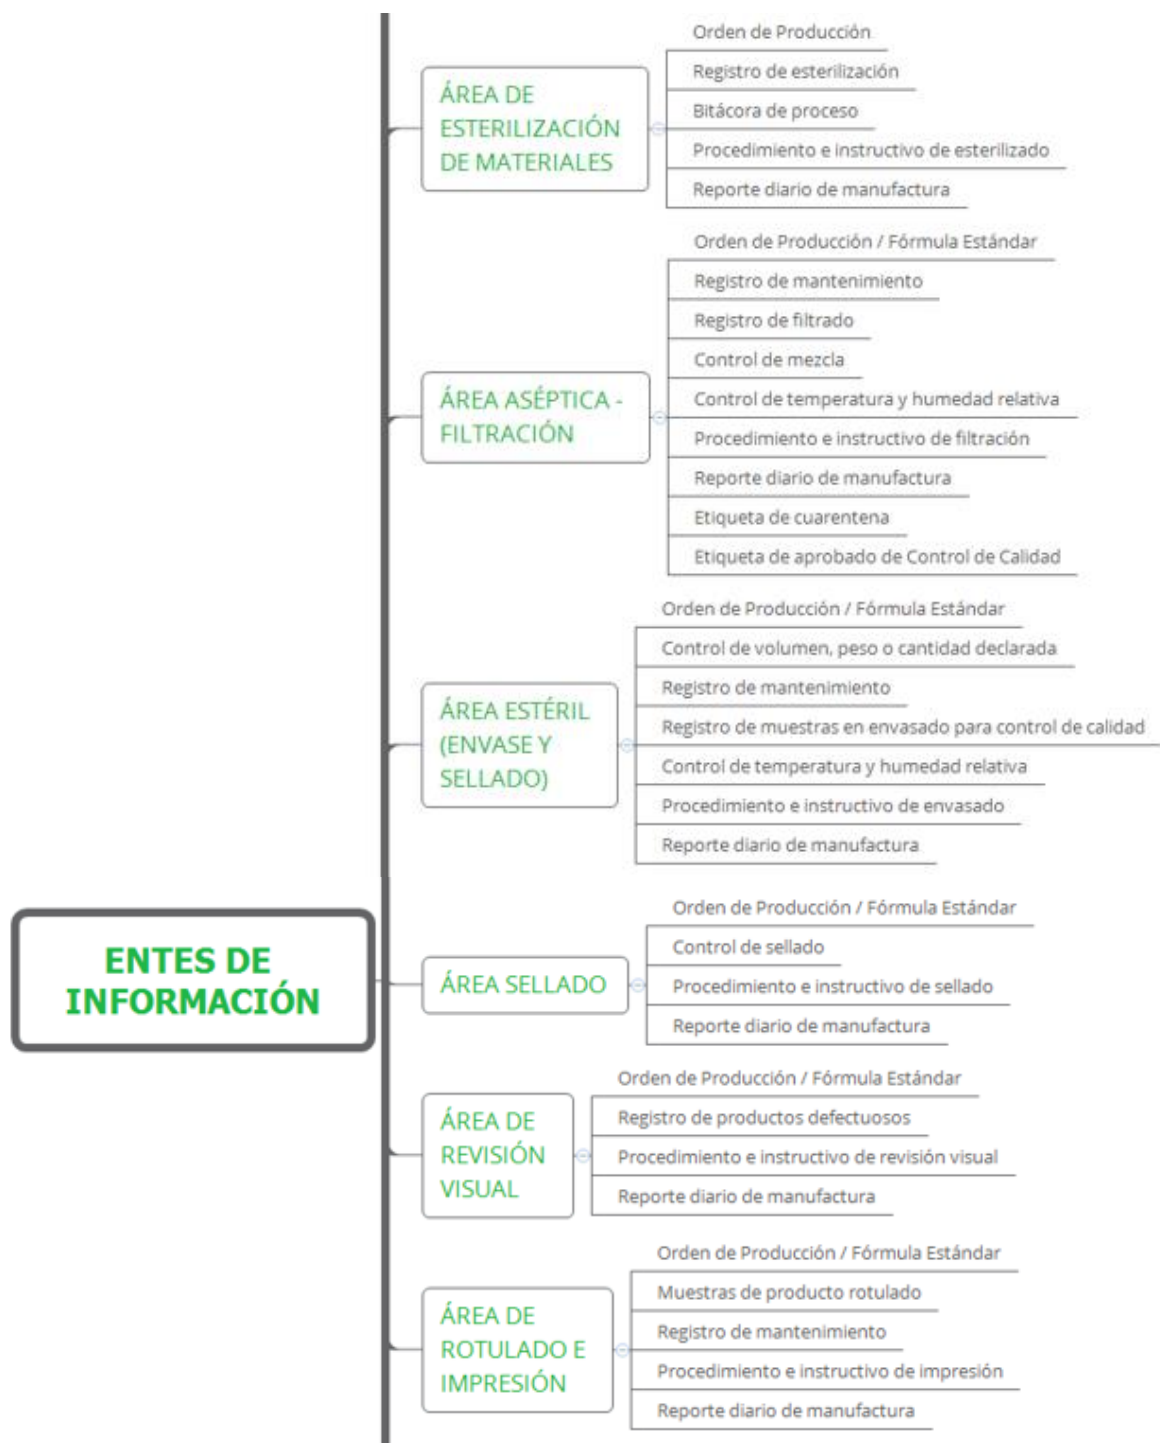 ENTES DE
INFORMACIÓN
ÁREA DE
ESTERILIZACIÓN
DE MATERIALES
Orden de Producción
Registro de esterilización
Bitácora de proceso
Procedimiento e instructivo de esterilizado
Reporte diario de manufactura
ÁREA ASÉPTICA -
FILTRACIÓN
Orden de Producción / Fórmula Estándar
Registro de mantenimiento
Registro de filtrado
Control de mezcla
Control de temperatura y humedad relativa
Procedimiento e instructivo de filtración
Reporte diario de manufactura
Etiqueta de cuarentena
Etiqueta de aprobado de Control de Calidad
ÁREA ESTÉRIL
(ENVASE Y
SELLADO)
Orden de Producción / Fórmula Estándar
Control de volumen, peso o cantidad declarada
Registro de mantenimiento
Registro de muestras en envasado para control de calidad
Control de temperatura y humedad relativa
Procedimiento e instructivo de envasado
Reporte diario de manufactura
ÁREA SELLADO
Orden de Producción / Fórmula Estándar
Control de sellado
Procedimiento e instructivo de sellado
Reporte diario de manufactura
ÁREA DE
REVISIÓN
VISUAL
Orden de Producción / Fórmula Estándar
Registro de productos defectuosos
Procedimiento e instructivo de revisión visual
Reporte diario de manufactura
ÁREA DE
ROTULADO E
IMPRESIÓN
Orden de Producción / Fórmula Estándar
Muestras de producto rotulado
Registro de mantenimiento
Procedimiento e instructivo de impresión
Reporte diario de manufactura